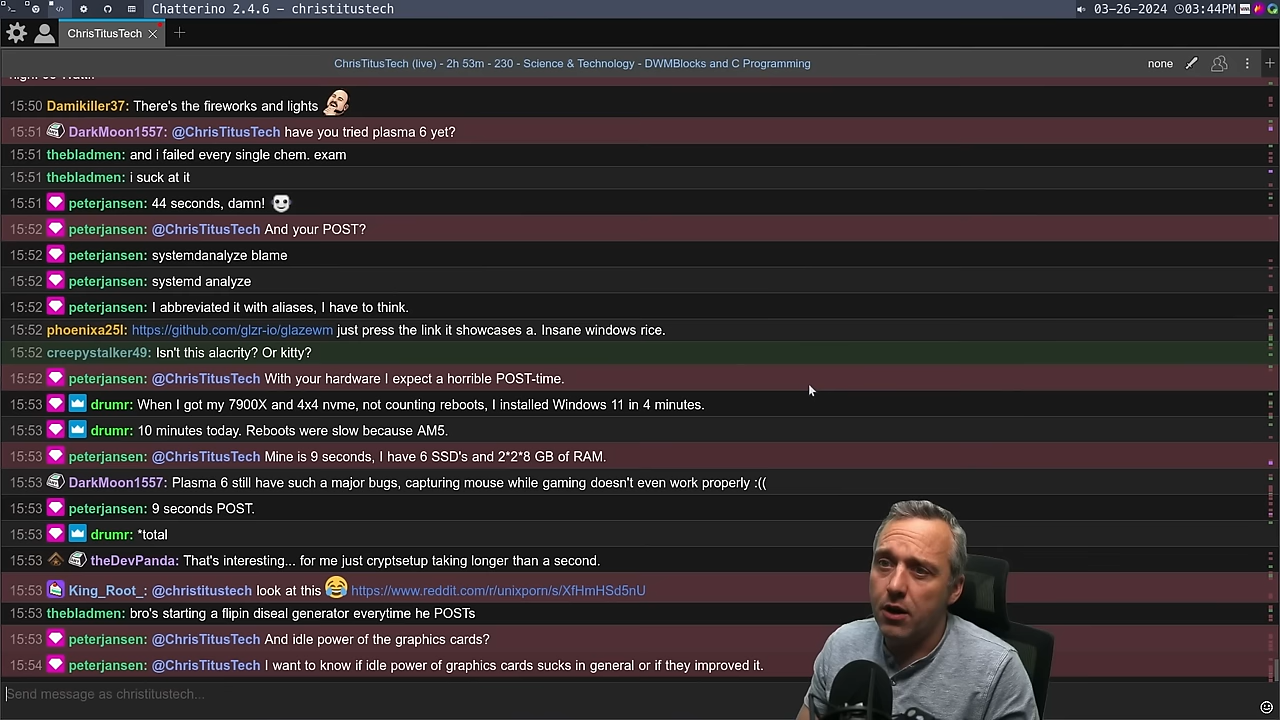 Chatterino 2.4.6 – christitustech
03-26-2024 03:44PM
ChrisTitusTech
ChrisTitusTech (live) - 2h 53m - 230 - Science & Technology - DWMBlocks and C Programming
none
15:50 Damikiller37: There's the fireworks and lights
15:51 DarkMoon1557: @ChrisTitusTech have you tried plasma 6 yet?
15:51 thebladmen: and i failed every single chem. exam
15:51 thebladmen: i suck at it
15:51 peterjansen: 44 seconds, damn!
15:52 peterjansen: @ChrisTitusTech And your POST?
15:52 peterjansen: systemdanalyze blame
15:52 peterjansen: systemd analyze
15:52 peterjansen: I abbreviated it with aliases, I have to think.
15:52 phoenixa25l: https://github.com/glzr-io/glazewm just press the link it showcases a. Insane windows rice.
15:52 creepystalker49: Isn't this alacrity? Or kitty?
15:52 peterjansen: @ChrisTitusTech With your hardware I expect a horrible POST-time.
15:53 drumr: When I got my 7900X and 4x4 nvme, not counting reboots, I installed Windows 11 in 4 minutes.
15:53 drumr: 10 minutes today. Reboots were slow because AM5.
15:53 peterjansen: @ChrisTitusTech Mine is 9 seconds, I have 6 SSD's and 2*2*8 GB of RAM.
15:53 DarkMoon1557: Plasma 6 still have such a major bugs, capturing mouse while gaming doesn't even work properly :((
15:53 peterjansen: 9 seconds POST.
15:53 drumr: *total
15:53 theDevPanda: That's interesting... for me just cryptsetup taking longer than a second.
15:53 King_Root_: @christitustech look at this https://www.reddit.com/r/unixporn/s/XfHmHSd5nU
15:53 thebladmen: bro's starting a flipin diseal generator everytime he POSTs
15:53 peterjansen: @ChrisTitusTech And idle power of the graphics cards?
15:54 peterjansen: @ChrisTitusTech I want to know if idle power of graphics cards sucks in general or if they improved it.
Send message as christitustech...